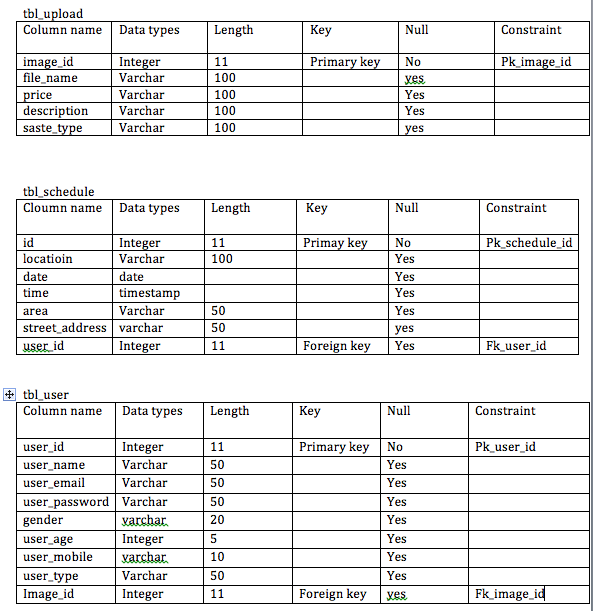 tbl_upload
Column name Data types Length Key Null Constraint
image_id Integer 11 Primary key No Pk_image_id
file_name Varchar 100 yes
price Varchar 100 Yes
description Varchar 100 Yes
saste_type Varchar 100 yes
tbl_schedule
Cloumn name Data types Length Key Null Constraint
id Integer 11 Primay key No Pk_schedule_id
locatioin Varchar 100 Yes
date date Yes
time timestamp Yes
area Varchar 50 Yes
street_address varchar 50 yes
user_id Integer 11 Foreign key Yes Fk_user_id
tbl_user
Column name Data types Length Key Null Constraint
user_id Integer 11 Primary key No Pk_user_id
user_name Varchar 50 Yes
user_email Varchar 50 Yes
user_password Varchar 50 Yes
gender varchar 20 Yes
user_age Integer 5 Yes
user_mobile varchar 10 Yes
user_type Varchar 50 Yes
Image_id Integer 11 Foreign key yes Fk_image_id